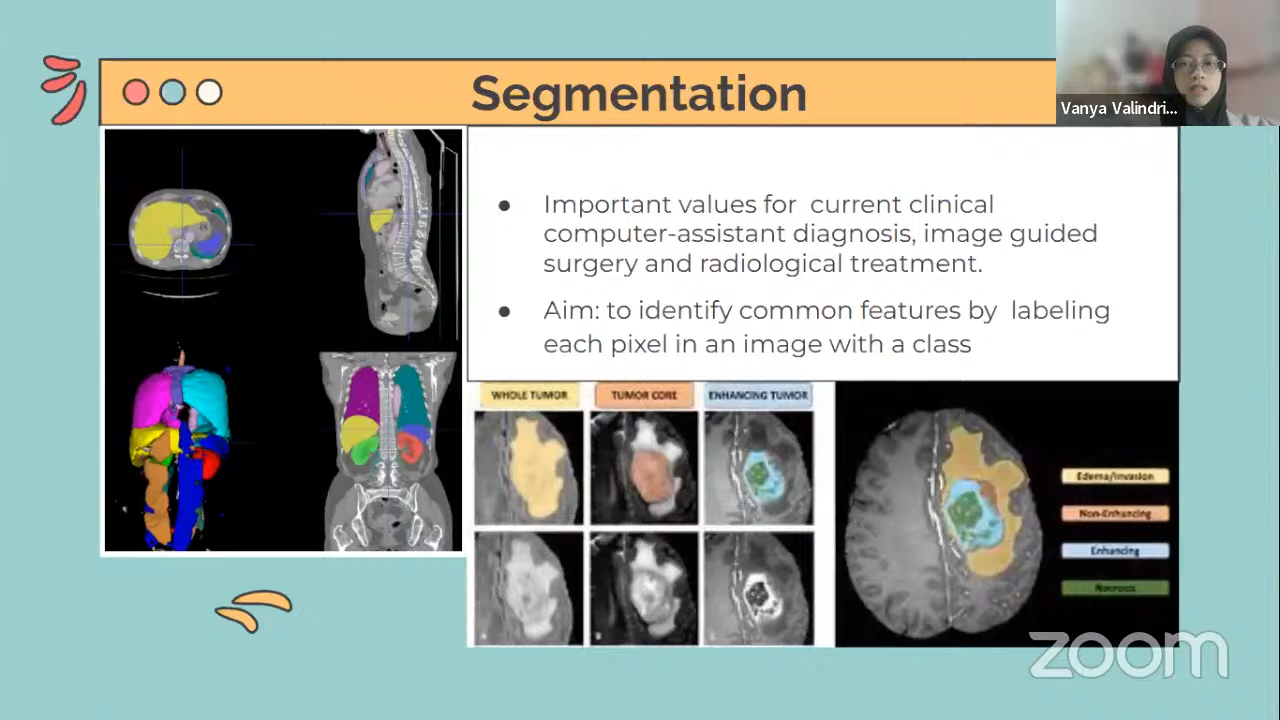 Segmentation
Vanya Valindri...
● Important values for current clinical
computer-assistant diagnosis, image guided
surgery and radiological treatment.
● Aim: to identify common features by labeling
each pixel in an image with a class
WHOLE TUMOR
TUMOR CORE
ENHANCING TUMOR
Edema/Invasion
Non-Enhancing
Enhancing
Necrosis
zoom